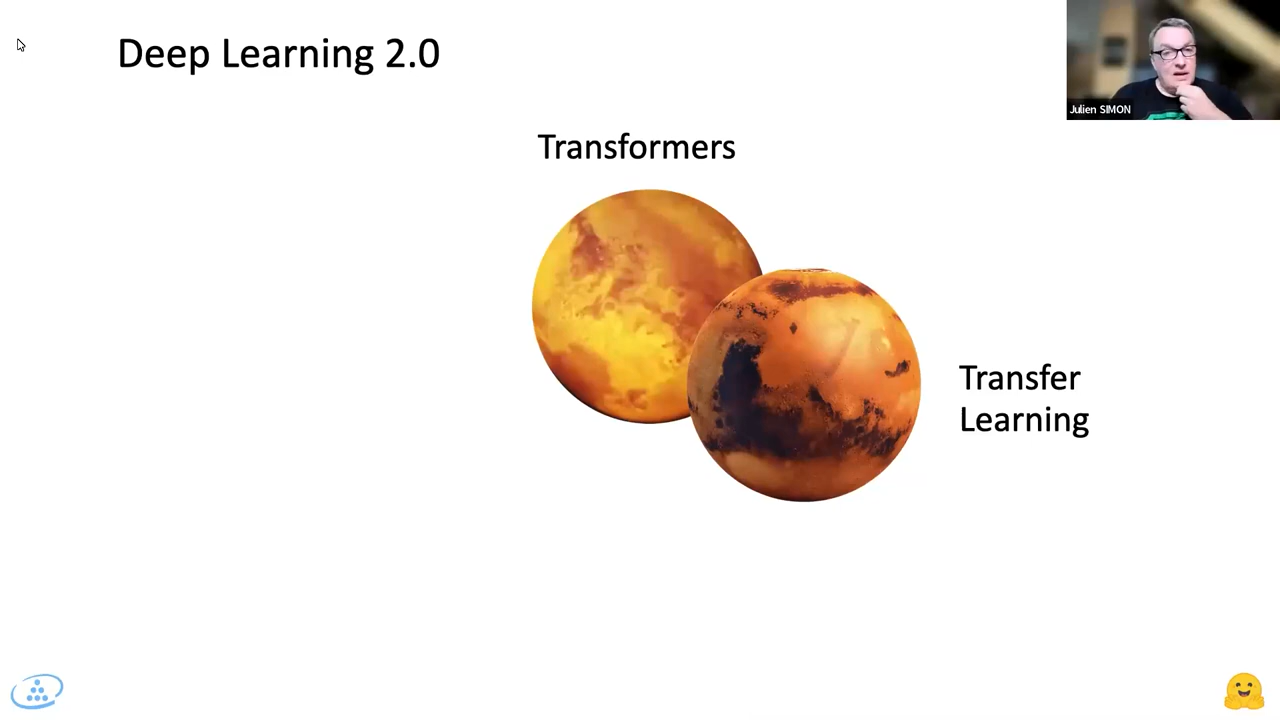 Deep Learning 2.0
Julien SIMON
Transformers
Transfer
Learning